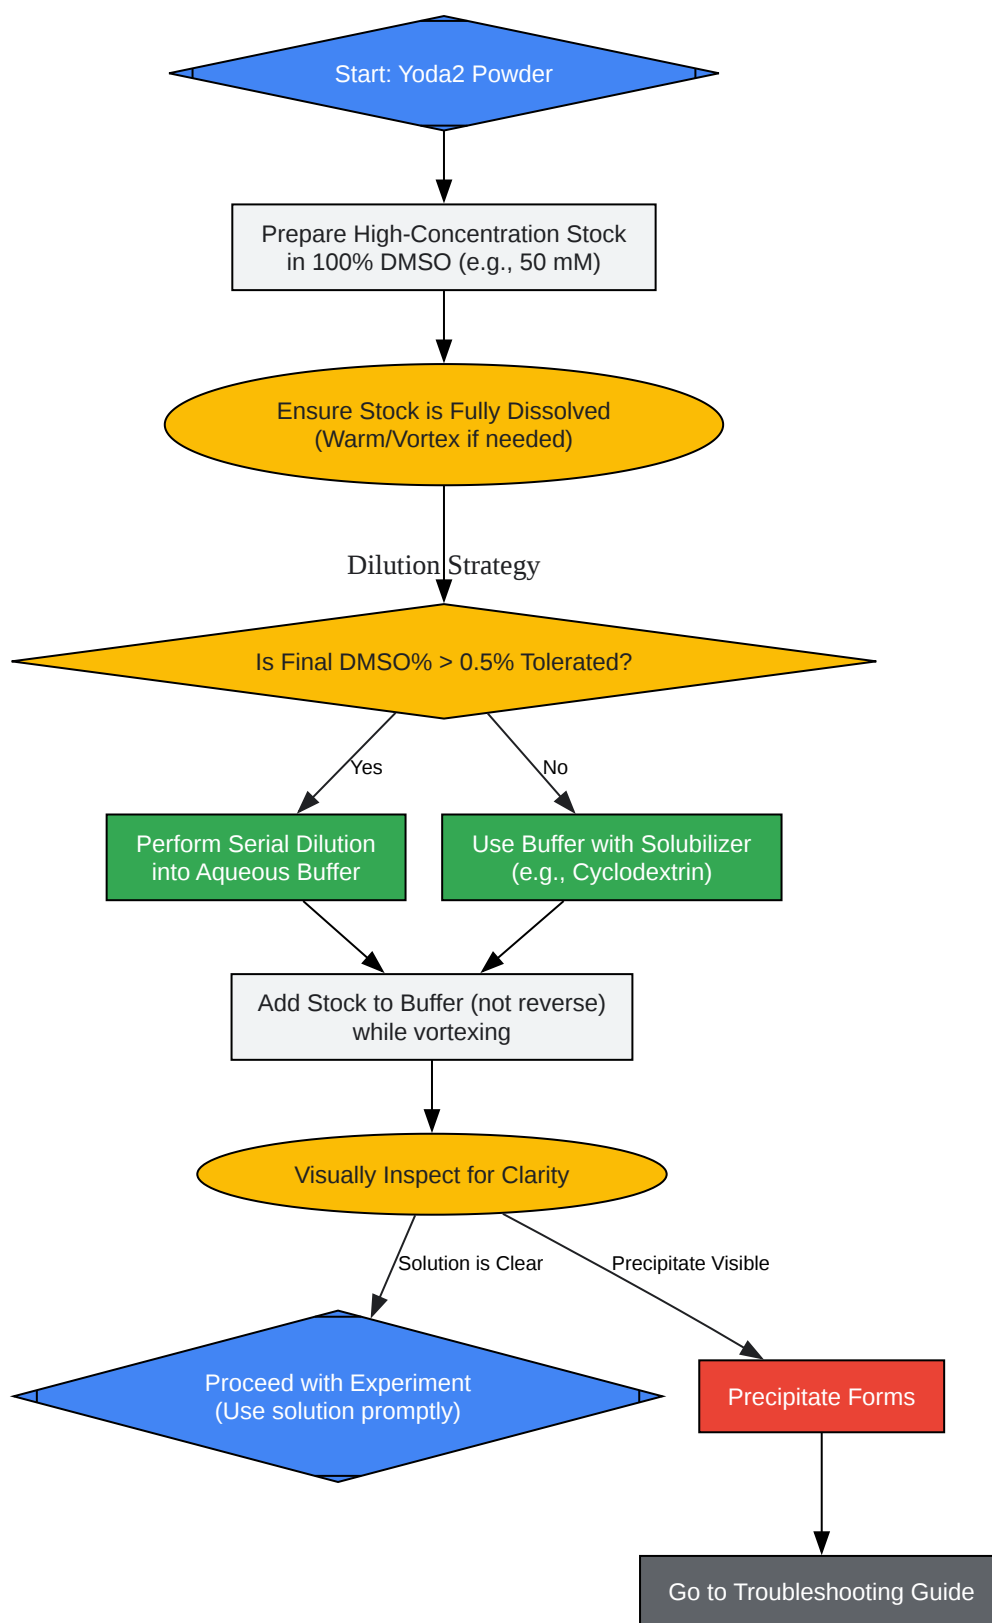 Start: Yoda2 Powder
Prepare High-Concentration Stock
in 100% DMSO (e.g., 50 mM)
Ensure Stock is Fully Dissolved
(Warm/Vortex if needed)
Dilution Strategy
Is Final DMSO% > 0.5% Tolerated?
Yes
No
Perform Serial Dilution
into Aqueous Buffer
Use Buffer with Solubilizer
(e.g., Cyclodextrin)
Add Stock to Buffer (not reverse)
while vortexing
Visually Inspect for Clarity
Solution is Clear
Precipitate Visible
Proceed with Experiment
(Use solution promptly)
Precipitate Forms
Go to Troubleshooting Guide